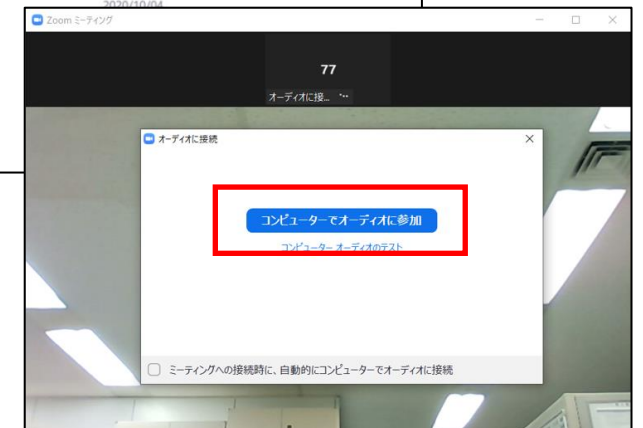 2020/10/04
Zoom ミーティング
77
オーディオに接...
オーディオに接続
コンピューターでオーディオに参加
コンピューター オーディオのテスト
ミーティングへの接続時に、自動的にコンピューターでオーディオに接続